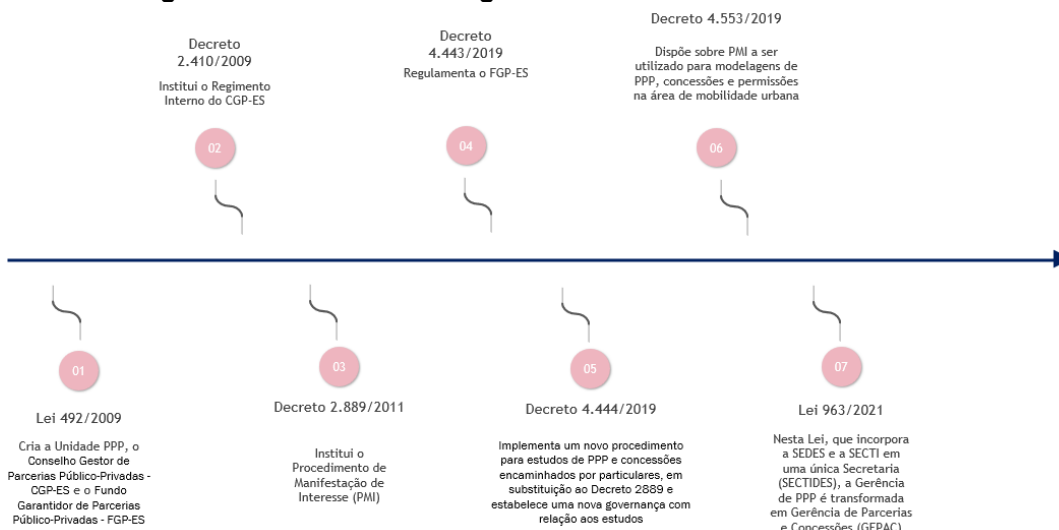 Decreto
2.410/2009
Institui o Regimento
Interno do CGP-ES
02
Decreto
4.443/2019
Regulamenta o FGP-ES
04
Decreto 4.553/2019
Dispõe sobre PMI a ser
utilizado para modelagens de
PPP, concessões e permissões
na área de mobilidade urbana
06
01
Lei 492/2009
Cria a Unidade PPP, o
Conselho Gestor de
Parcerias Público-Privadas -
CGP-ES e o Fundo
Garantidor de Parcerias
Público-Privadas - FGP-ES
03
Decreto 2.889/2011
Institui o
Procedimento de
Manifestação de
Interesse (PMI)
05
Decreto 4.444/2019
Implementa um novo procedimento
para estudos de PPP e concessões
encaminhados por particulares, em
substituição ao Decreto 2889 e
estabelece uma nova governança com
relação aos estudos
07
Lei 963/2021
Nesta Lei, que incorpora
a SEDES e a SECTI em
uma única Secretaria
(SECTIDES), a Gerência
de PPP é transformada
em Gerência de Parcerias
e Concessões (GEPAC)